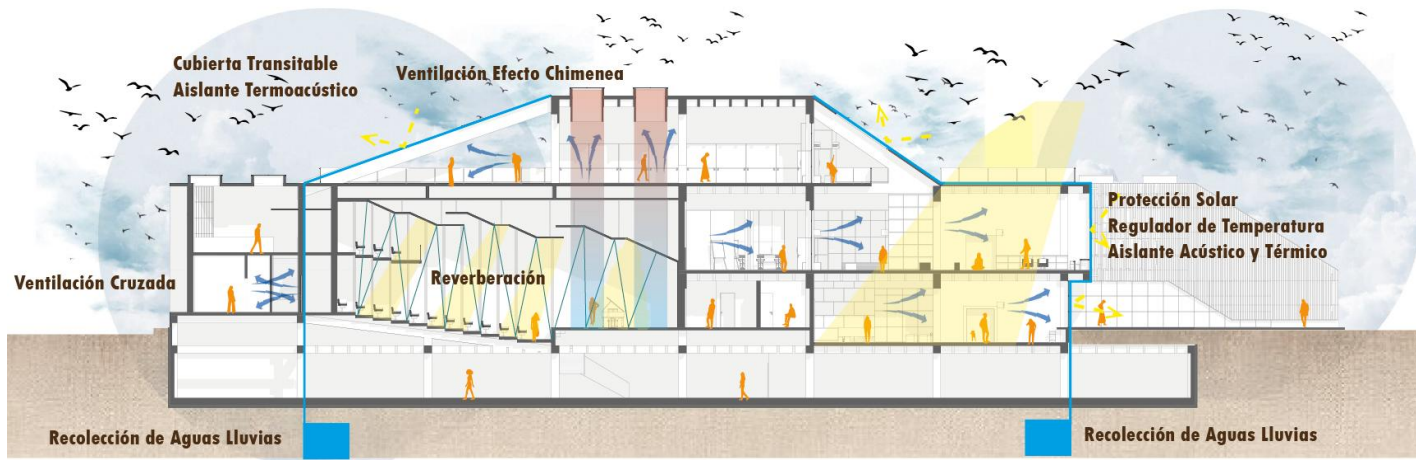 Cubierta Transitable
Aislante Termoacústico
Ventilación Efecto Chimenea
Protección Solar
Regulador de Temperatura
Aislante Acústico y Térmico
Ventilación Cruzada
Reverberación
Recolección de Aguas Lluvias
Recolección de Aguas Lluvias